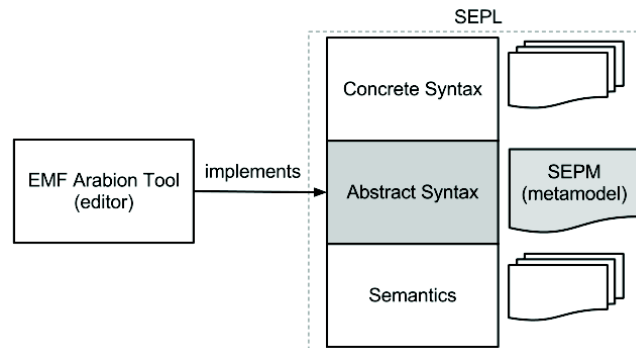 SEPL
Concrete Syntax
EMF Arabion Tool
(editor)
implements
Abstract Syntax
SEPM
(metamodel)
Semantics